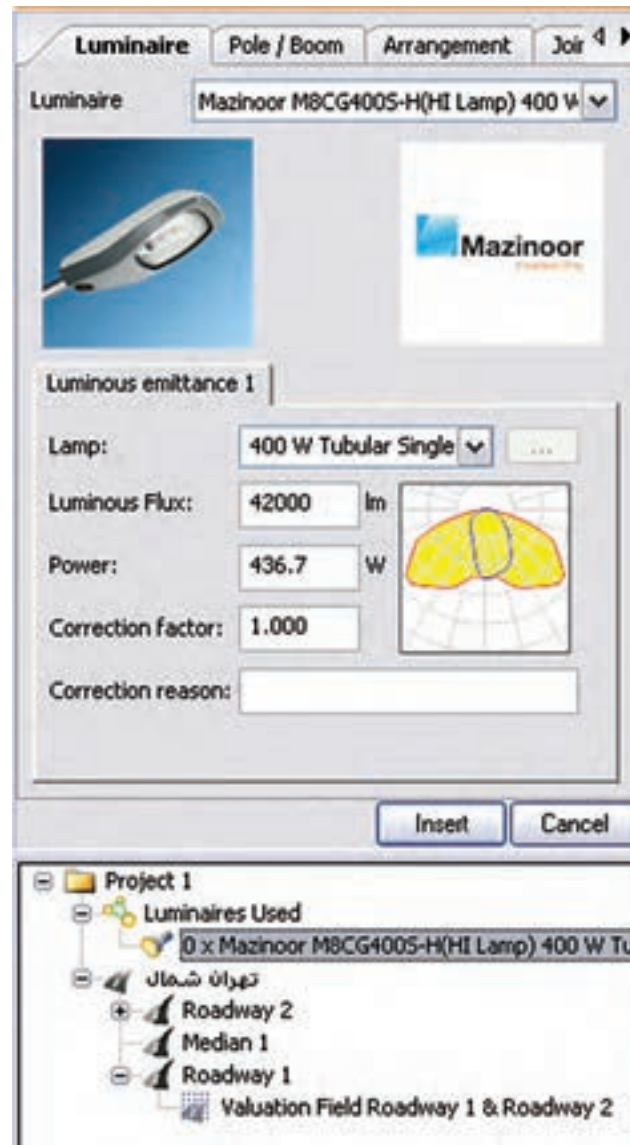 Luminaire Pole / Boom Arrangement Joir
Luminaire Mazinoor M8CG400S-H(HI Lamp) 400 W
Mazinoor
Luminous emittance 1
Lamp: 400 W Tubular Single ...
Luminous Flux: 42000 lm
Power: 436.7 W
Correction factor: 1.000
Correction reason:
Insert Cancel
Project 1
Luminaires Used
0 x Mazinoor M8CG400S-H(HI Lamp) 400 W Tu
تهران شمال
Roadway 2
Median 1
Roadway 1
Valuation Field Roadway 1 & Roadway 2